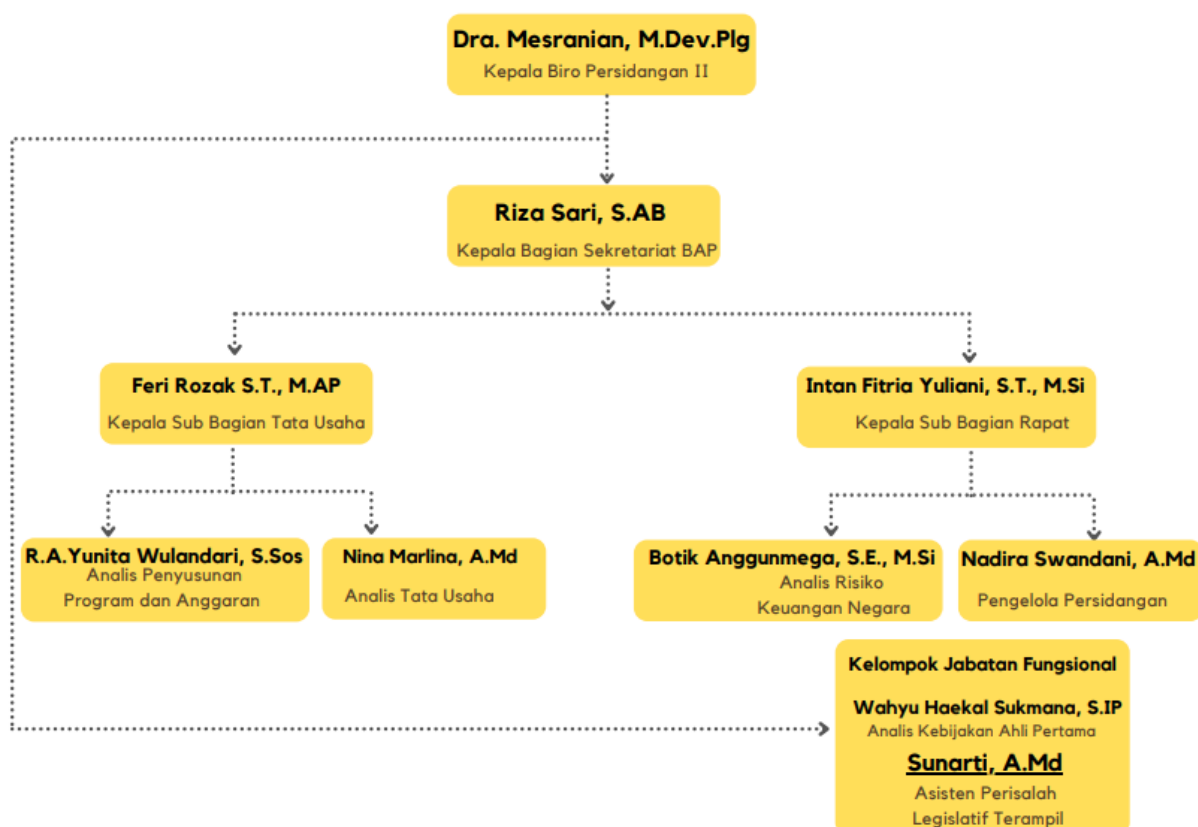 Dra. Mesranian, M.Dev.Plg
Kepala Biro Persidangan II
Riza Sari, S.AB
Kepala Bagian Sekretariat BAP
Feri Rozak S.T., M.AP
Kepala Sub Bagian Tata Usaha
Intan Fitria Yuliani, S.T., M.Si
Kepala Sub Bagian Rapat
R.A.Yunita Wulandari, S.Sos
Analis Penyusunan
Program dan Anggaran
Nina Marlina, A.Md
Analis Tata Usaha
Botik Anggunmega, S.E., M.Si
Analis Risiko
Keuangan Negara
Nadira Swandani, A.Md
Pengelola Persidangan
Kelompok Jabatan Fungsional
Wahyu Haekal Sukmana, S.IP
Analis Kebijakan Ahli Pertama
Sunarti, A.Md
Asisten Perisalah
Legislatif Terampil